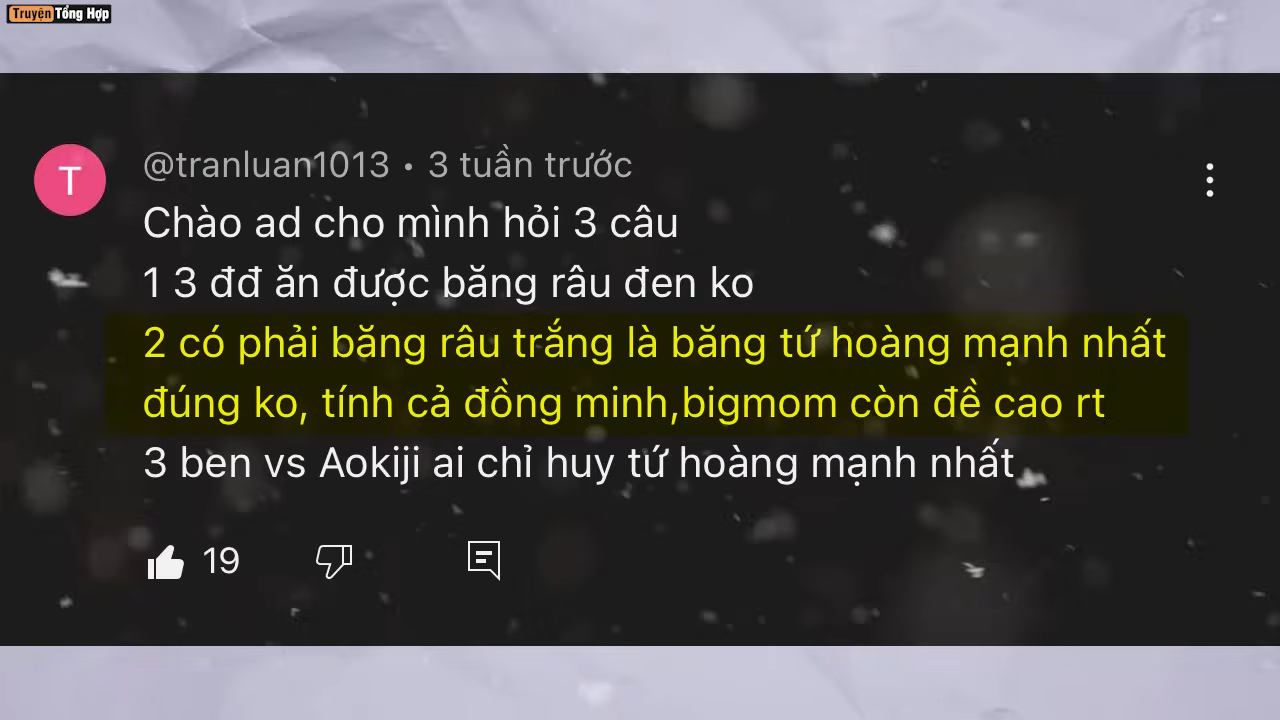 Truyện Tổng Hợp
@tranluan1013 • 3 tuần trước
Chào ad cho mình hỏi 3 câu
1 3 đđ ăn được băng râu đen ko
2 có phải băng râu trắng là băng tứ hoàng mạnh nhất
đúng ko, tính cả đồng minh,bigmom còn đề cao rt
3 ben vs Aokiji ai chỉ huy tứ hoàng mạnh nhất
19